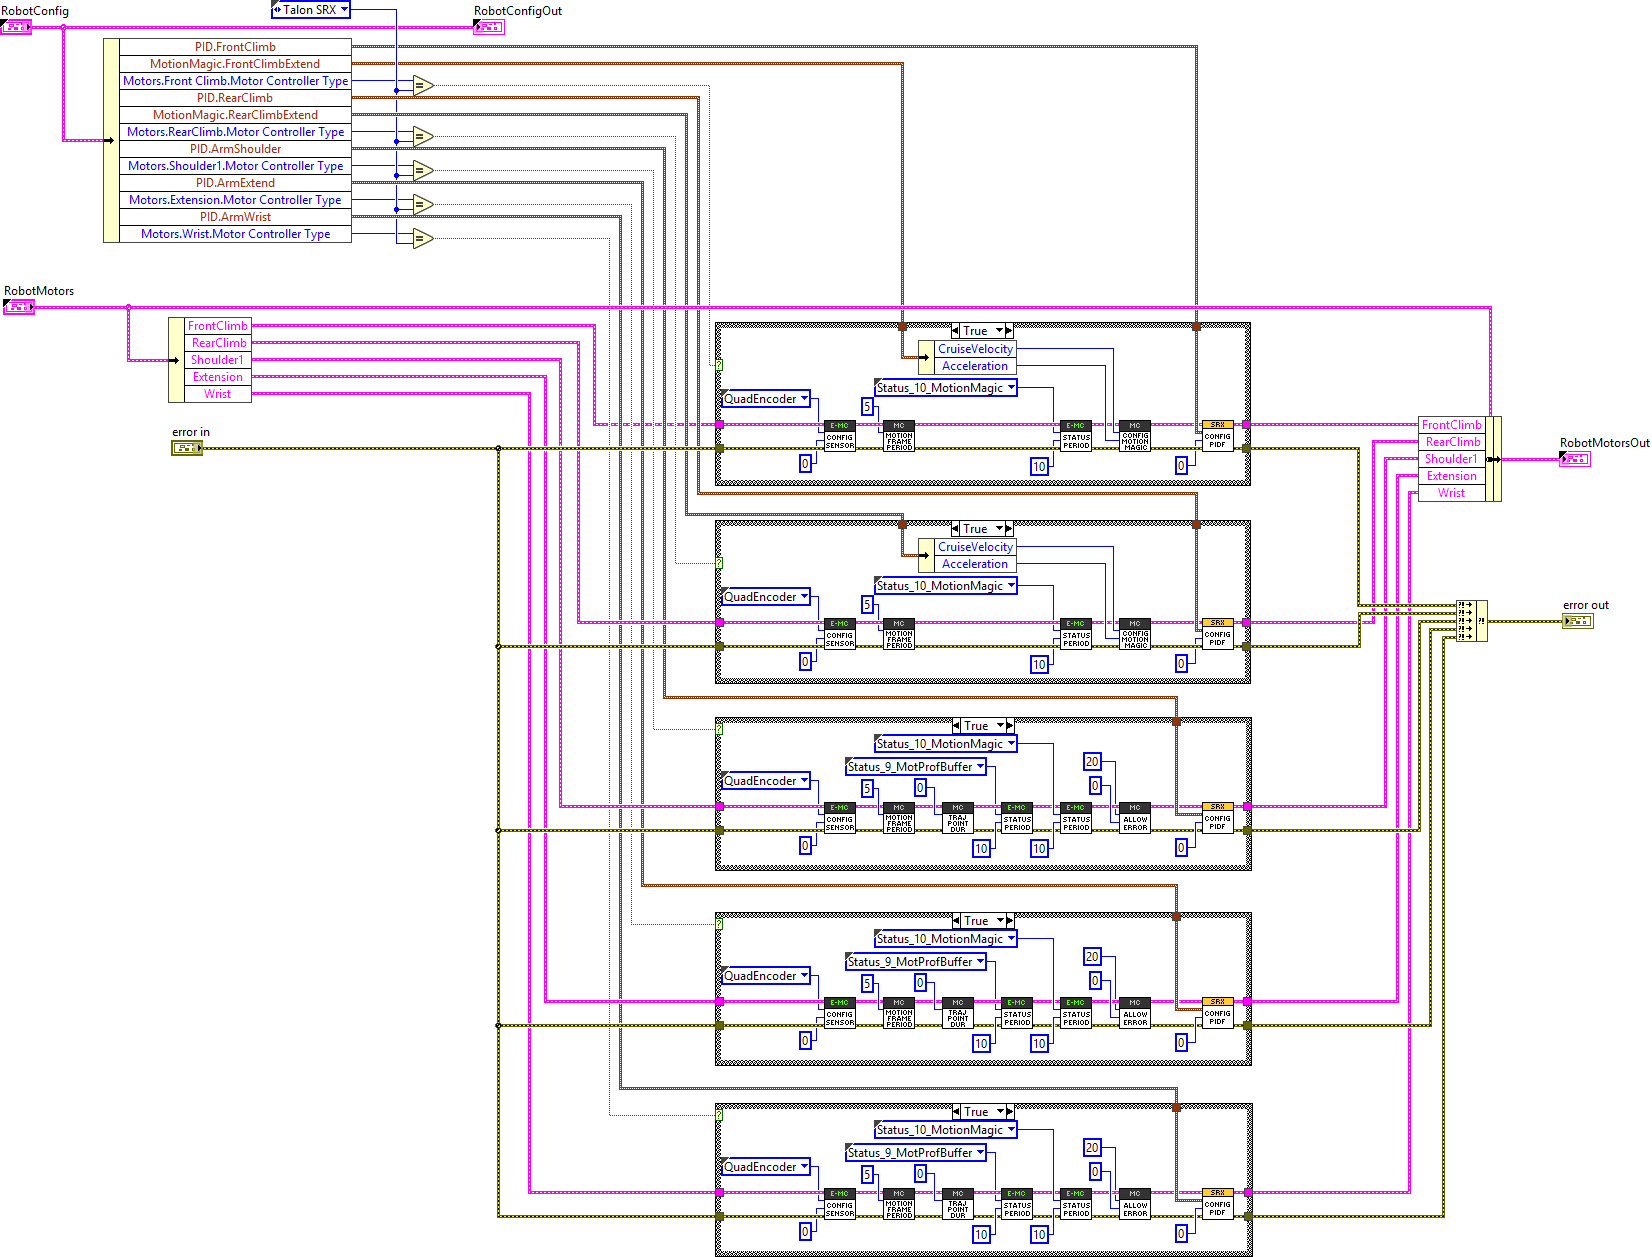 RobotConfig
Talon SRX
RobotConfigOut
PID.FrontClimb
MotionMagic.FrontClimbExtend
Motors.Front Climb.Motor Controller Type
PID.RearClimb
MotionMagic.RearClimbExtend
Motors.RearClimb.Motor Controller Type
PID.ArmShoulder
Motors.Shoulder1.Motor Controller Type
PID.ArmExtend
Motors.Extension.Motor Controller Type
PID.ArmWrist
Motors.Wrist.Motor Controller Type
=
=
=
=
=
RobotMotors
FrontClimb
RearClimb
Shoulder1
Extension
Wrist
error in
True
?
CruiseVelocity
Acceleration
Status_10_MotionMagic
QuadEncoder
5
E-MC
CONFIG
SENSOR
MC
MOTION
FRAME
PERIOD
E-MC
STATUS
PERIOD
MC
CONFIG
MOTION
MAGIC
SRX
CONFIG
PIDF
0
10
0
True
?
CruiseVelocity
Acceleration
Status_10_MotionMagic
QuadEncoder
5
E-MC
CONFIG
SENSOR
MC
MOTION
FRAME
PERIOD
E-MC
STATUS
PERIOD
MC
CONFIG
MOTION
MAGIC
SRX
CONFIG
PIDF
0
10
0
True
?
Status_10_MotionMagic
Status_9_MotProfBuffer
20
QuadEncoder
5
0
0
E-MC
CONFIG
SENSOR
MC
MOTION
FRAME
PERIOD
MC
TRAJ
POINT
DUR
E-MC
STATUS
PERIOD
E-MC
STATUS
PERIOD
MC
ALLOW
ERROR
SRX
CONFIG
PIDF
0
10
10
0
True
?
Status_10_MotionMagic
Status_9_MotProfBuffer
20
QuadEncoder
5
0
0
E-MC
CONFIG
SENSOR
MC
MOTION
FRAME
PERIOD
MC
TRAJ
POINT
DUR
E-MC
STATUS
PERIOD
E-MC
STATUS
PERIOD
MC
ALLOW
ERROR
SRX
CONFIG
PIDF
0
10
10
0
True
?
Status_10_MotionMagic
Status_9_MotProfBuffer
20
QuadEncoder
5
0
0
E-MC
CONFIG
SENSOR
MC
MOTION
FRAME
PERIOD
MC
TRAJ
POINT
DUR
E-MC
STATUS
PERIOD
E-MC
STATUS
PERIOD
MC
ALLOW
ERROR
SRX
CONFIG
PIDF
0
10
10
0
FrontClimb
RearClimb
Shoulder1
Extension
Wrist
RobotMotorsOut
error out